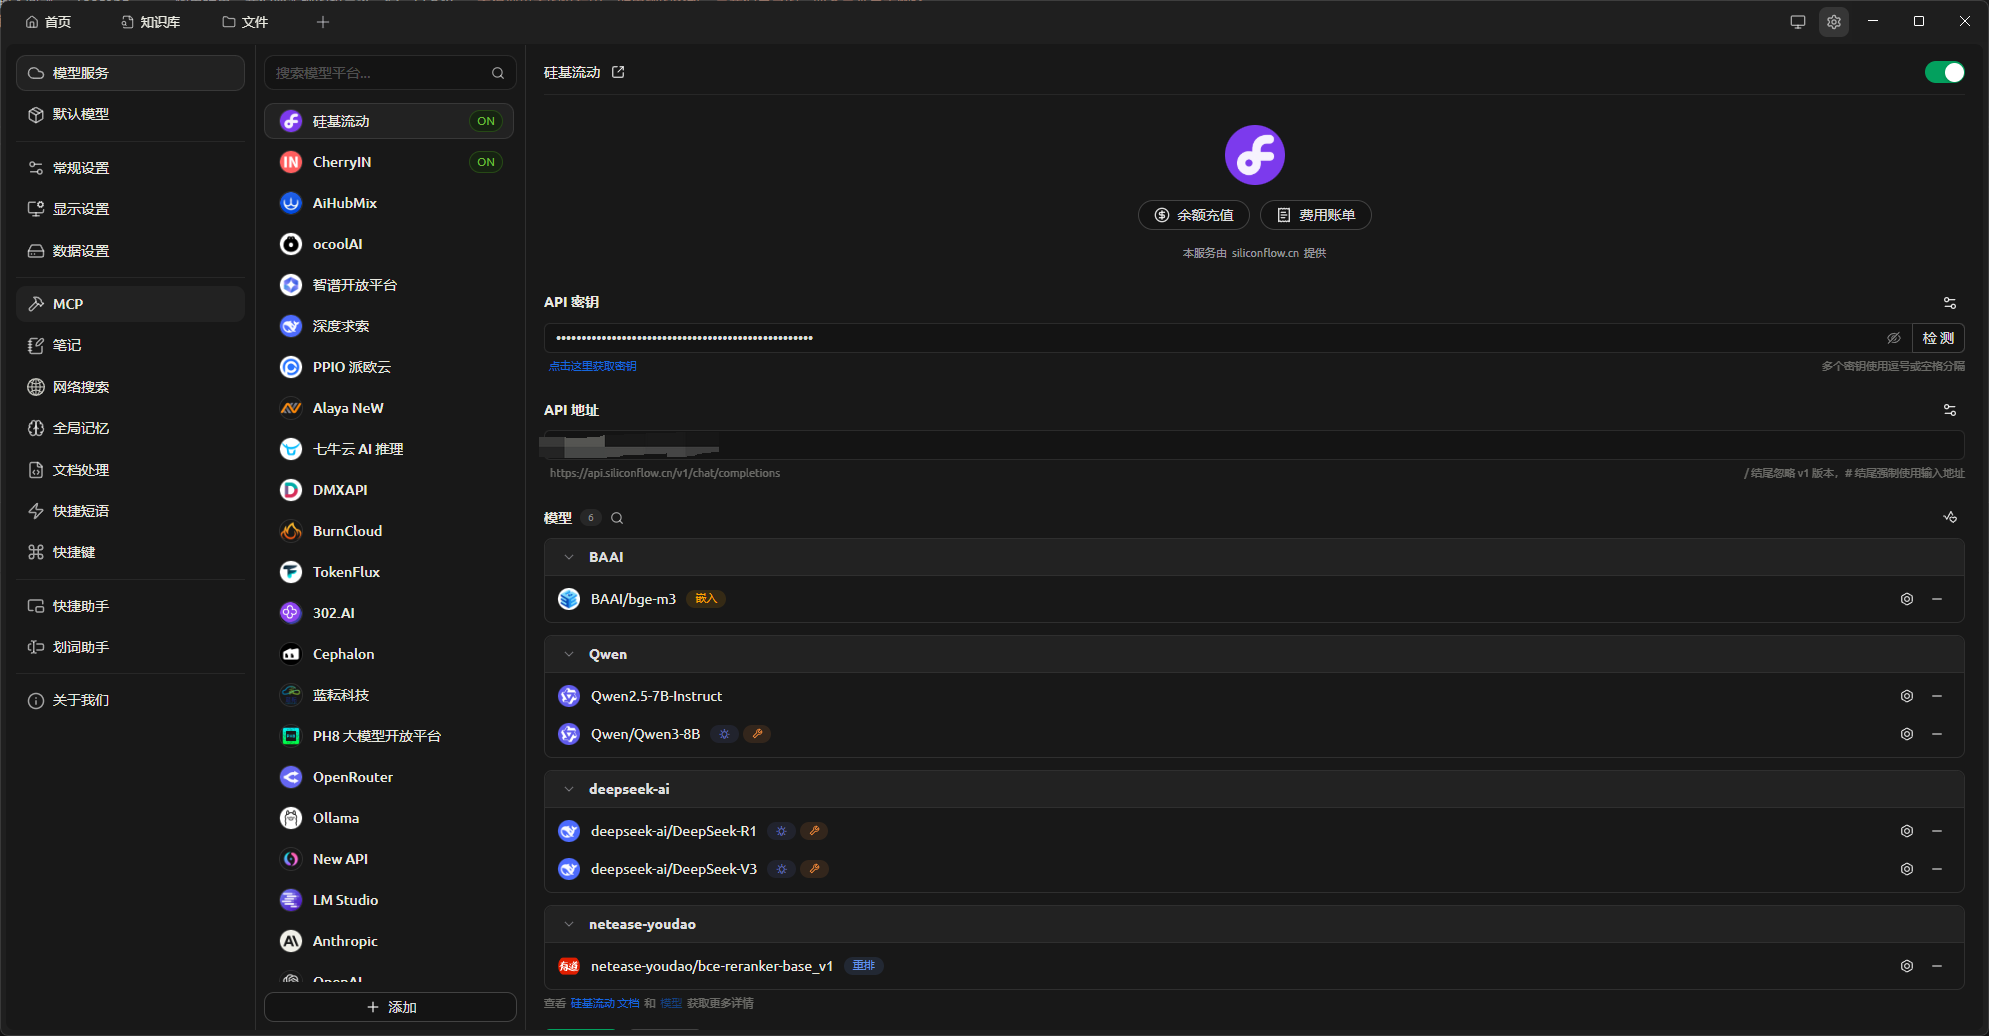 首页
知识库
文件
模型服务
默认模型
常规设置
显示设置
数据设置
MCP
笔记
网络搜索
全局记忆
文档处理
快捷短语
快捷键
快捷助手
划词助手
关于我们
搜索模型平台...
硅基流动 ON
CherryIN ON
AiHubMix
ocoolAI
智谱开放平台
深度求索
PPIO 派欧云
Alaya NeW
七牛云 AI 推理
DMXAPI
BurnCloud
TokenFlux
302.AI
Cephalon
蓝耘科技
PH8 大模型开放平台
OpenRouter
Ollama
New API
LM Studio
Anthropic
OpenAI
添加
硅基流动
余额充值
费用账单
本服务由 siliconflow.cn 提供
API 密钥
检测
点击这里获取密钥
多个密钥使用逗号或空格分隔
API 地址
https://api.siliconflow.cn/v1/chat/completions
/ 结尾忽略 v1 版本，# 结尾强制使用输入地址
模型 6
BAAI
BAAI/bge-m3 嵌入
Qwen
Qwen2.5-7B-Instruct
Qwen/Qwen3-8B
deepseek-ai
deepseek-ai/DeepSeek-R1
deepseek-ai/DeepSeek-V3
netease-youdao
netease-youdao/bce-reranker-base_v1 重排
查看 硅基流动 文档 和 模型 获取更多详情